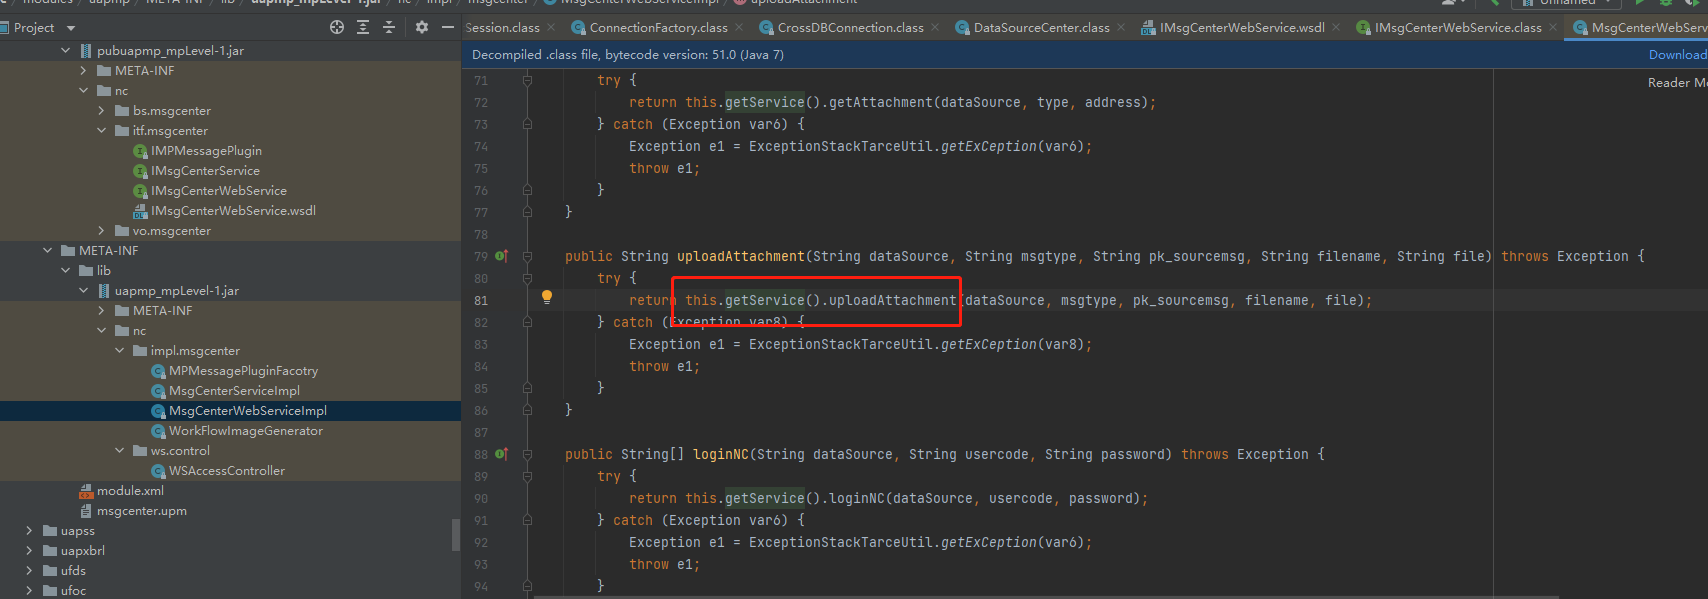 Project
Session.class
ConnectionFactory.class
CrossDBConnection.class
DataSourceCenter.class
IMsgCenterWebService.wsdl
IMsgCenterWebService.class
MsgCenterWebServ
Decompiled .class file, bytecode version: 51.0 (Java 7)
Download
Reader Mo
pubuapmp_mpLevel-1.jar
META-INF
nc
bs.msgcenter
itf.msgcenter
IMPMessagePlugin
IMsgCenterService
IMsgCenterWebService
IMsgCenterWebService.wsdl
vo.msgcenter
META-INF
lib
uapmp_mpLevel-1.jar
META-INF
nc
impl.msgcenter
MPMessagePluginFacotry
MsgCenterServiceImpl
MsgCenterWebServiceImpl
WorkFlowImageGenerator
ws.control
WSAccessController
module.xml
msgcenter.upm
uapss
uapxbrl
ufds
ufoc
71 try {
72 return this.getService().getAttachment(dataSource, type, address);
73 } catch (Exception var6) {
74 Exception e1 = ExceptionStackTarceUtil.getExCeption(var6);
75 throw e1;
76 }
77 }
78
79 public String uploadAttachment(String dataSource, String msgtype, String pk_sourcemsg, String filename, String file) throws Exception {
80 try {
81 return this.getService().uploadAttachment(dataSource, msgtype, pk_sourcemsg, filename, file);
82 } catch (Exception var8) {
83 Exception e1 = ExceptionStackTarceUtil.getExCeption(var8);
84 throw e1;
85 }
86 }
87
88 public String[] loginNC(String dataSource, String usercode, String password) throws Exception {
89 try {
90 return this.getService().loginNC(dataSource, usercode, password);
91 } catch (Exception var6) {
92 Exception e1 = ExceptionStackTarceUtil.getExCeption(var6);
93 throw e1;
94 }